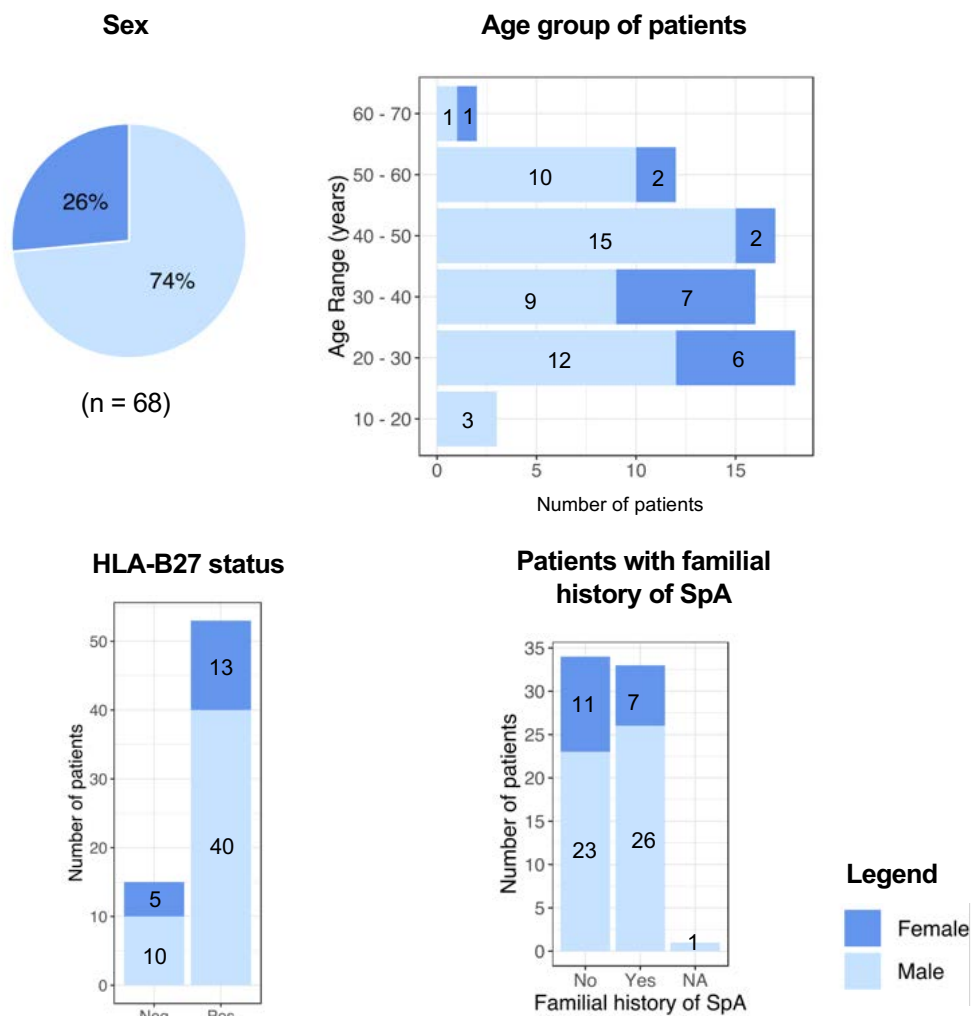 Sex
26%
74%
(n = 68)
Age group of patients
Age Range (years)
60 - 70
1 1
50 - 60
10 2
40 - 50
15 2
30 - 40
9 7
20 - 30
12 6
10 - 20
3
0 5 10 15
Number of patients
HLA-B27 status
Number of patients
50
40
30
20
10
0
13
40
5
10
Neg Pos
Patients with familial
history of SpA
Number of patients
35
30
25
20
15
10
5
0
11 7
23 26
1
No Yes NA
Familial history of SpA
Legend
Female
Male